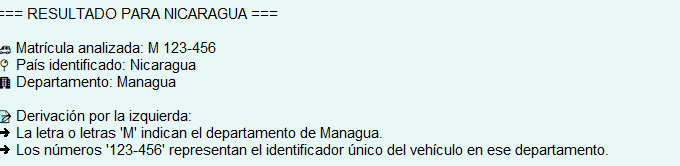 === RESULTADO PARA NICARAGUA ===
Matrícula analizada: M 123-456
País identificado: Nicaragua
Departamento: Managua
Derivación por la izquierda:
➜ La letra o letras 'M' indican el departamento de Managua.
➜ Los números '123-456' representan el identificador único del vehículo en ese departamento.